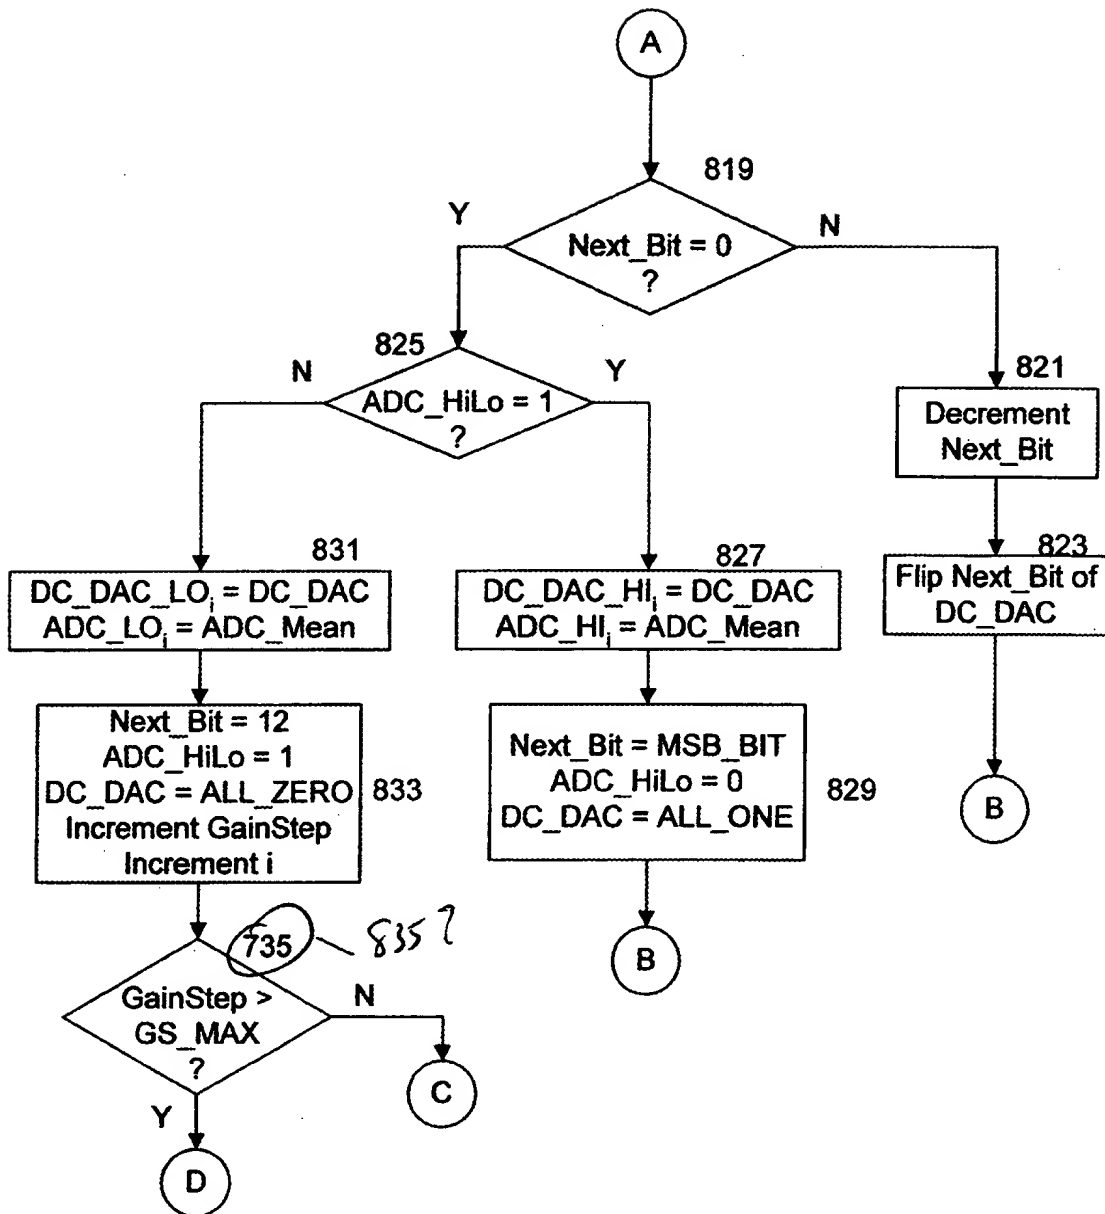 A
819
Y
N
Next_Bit = 0
?
825
N
Y
ADC_HiLo = 1
?
821
Decrement
Next_Bit
831
DC_DAC_LOi = DC_DAC
ADC_LOi = ADC_Mean
827
DC_DAC_HIi = DC_DAC
ADC_HIi = ADC_Mean
823
Flip Next_Bit of
DC_DAC
Next_Bit = 12
ADC_HiLo = 1
DC_DAC = ALL_ZERO
Increment GainStep
Increment i
833
Next_Bit = MSB_BIT
ADC_HiLo = 0
DC_DAC = ALL_ONE
829
B
735
835?
GainStep >
GS_MAX
?
N
B
Y
C
D